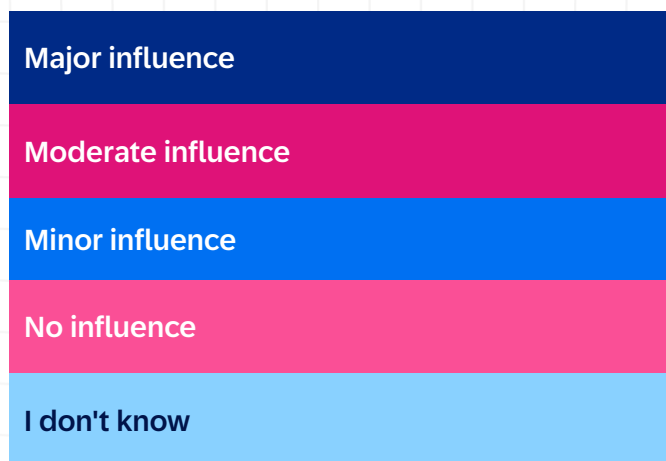 Major influence
Moderate influence
Minor influence
No influence
I don't know